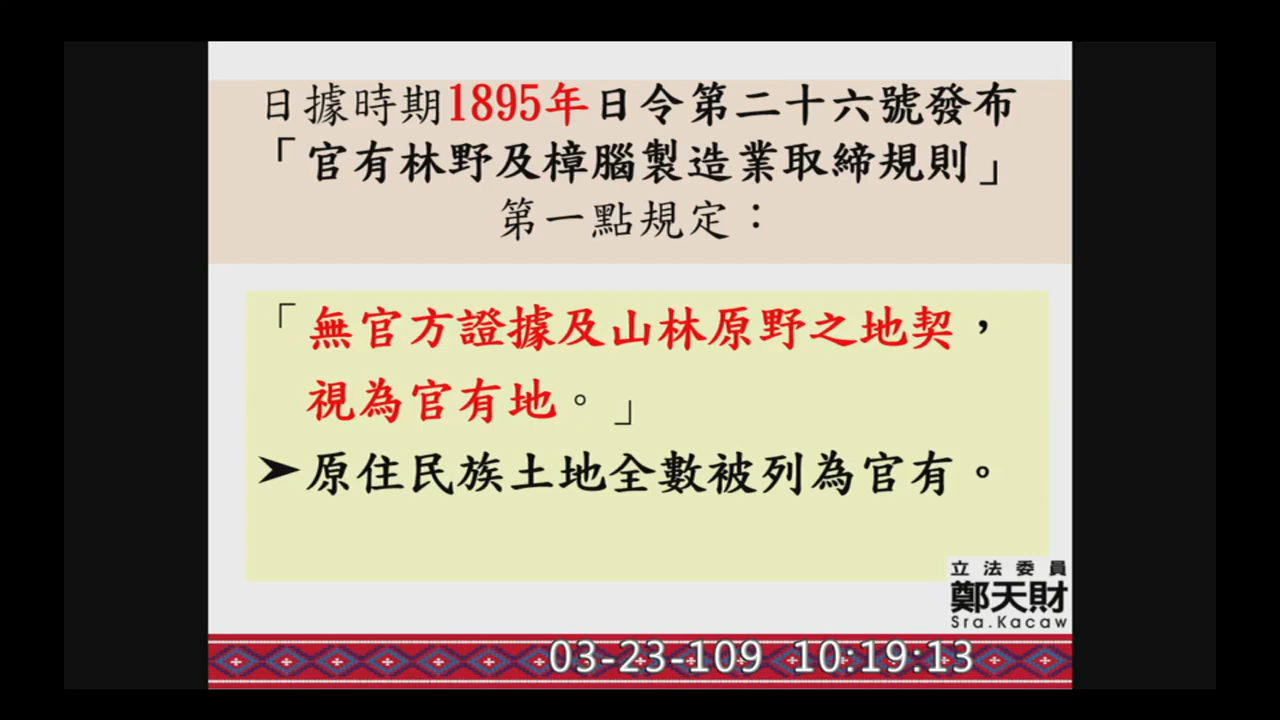 日據時期1895年日令第二十六號發布
「官有林野及樟腦製造業取締規則」
第一點規定：
「無官方證據及山林原野之地契，
視為官有地。」
➤原住民族土地全數被列為官有。
立法委員
鄭天財
Sra.Kacaw
03-23-109 10:19:13